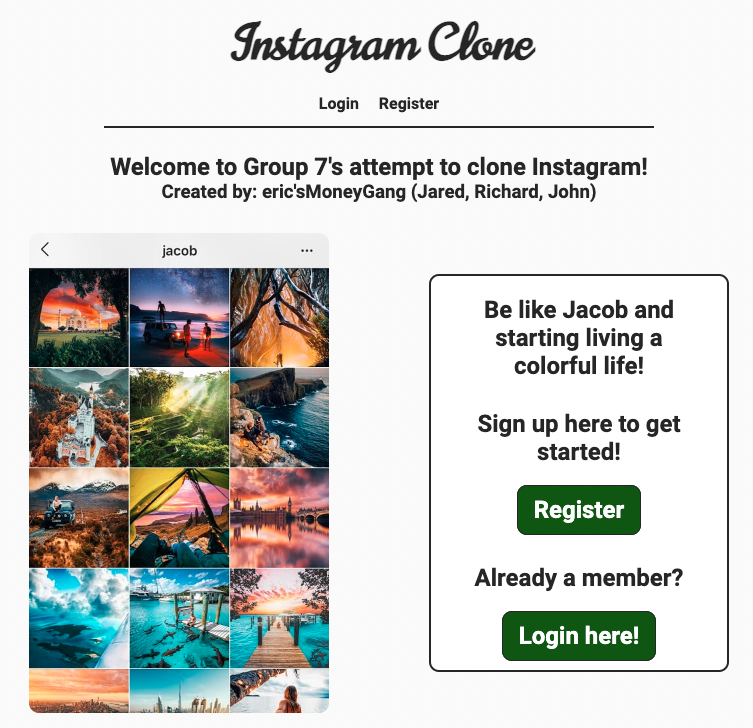 Instagram Clone
Login Register
Welcome to Group 7's attempt to clone Instagram!
Created by: eric'sMoneyGang (Jared, Richard, John)
jacob
Be like Jacob and
starting living a
colorful life!
Sign up here to get
started!
Register
Already a member?
Login here!